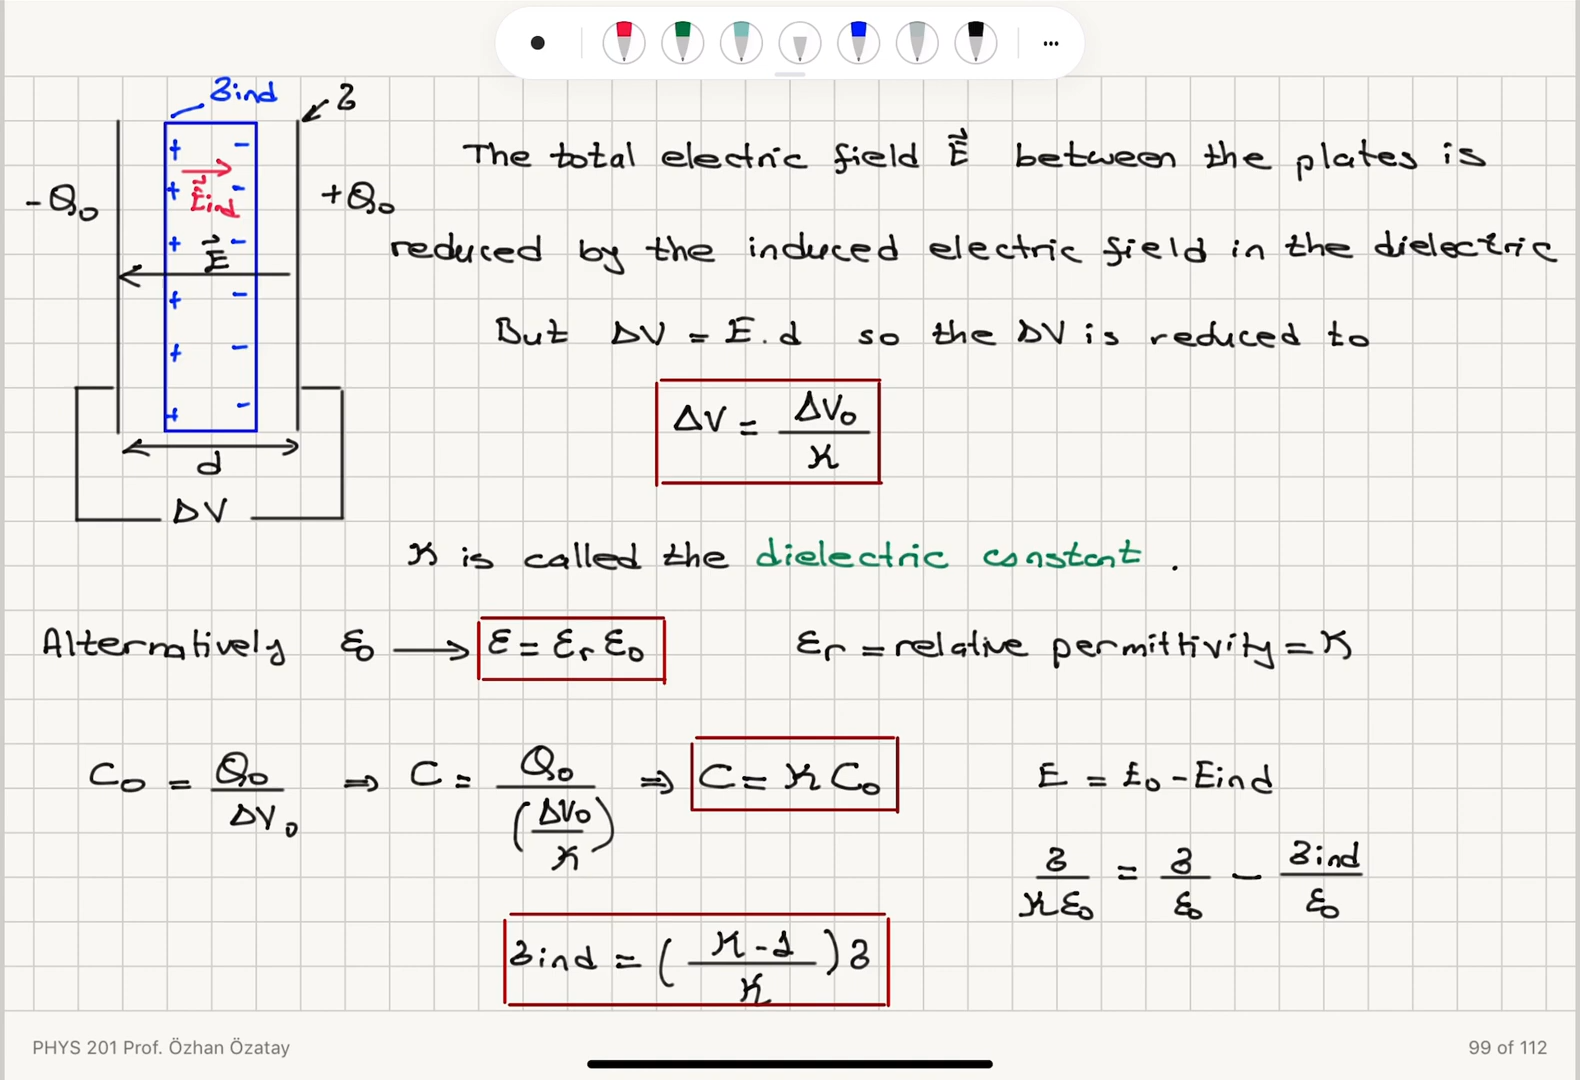 σind
σ
+ -
E⃗ind
-Q₀
+Q₀
E⃗
d
ΔV
The total electric field E⃗ between the plates is
reduced by the induced electric field in the dielectric
But ΔV = E.d so the ΔV is reduced to
ΔV = ΔV₀/κ
κ is called the dielectric constant.
Alternatively ε₀ → ε = εr ε₀ εr = relative permittivity = κ
C₀ = Q₀/ΔV₀ ⇒ C = Q₀/(ΔV₀/κ) ⇒ C = κ C₀
E = E₀ - Eind
σ/κε₀ = σ/ε₀ - σind/ε₀
σind = (κ-1/κ)σ
PHYS 201 Prof. Özhan Özatay
99 of 112